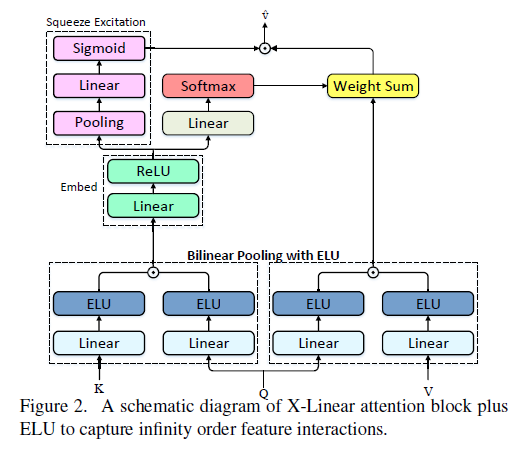 v̂
Squeeze Excitation
Sigmoid
Linear
Softmax
Weight Sum
Pooling
Linear
ReLU
Embed
Linear
Bilinear Pooling with ELU
ELU
ELU
ELU
ELU
Linear
Linear
Linear
Linear
K
Q
V
Figure 2. A schematic diagram of X-Linear attention block plus
ELU to capture infinity order feature interactions.